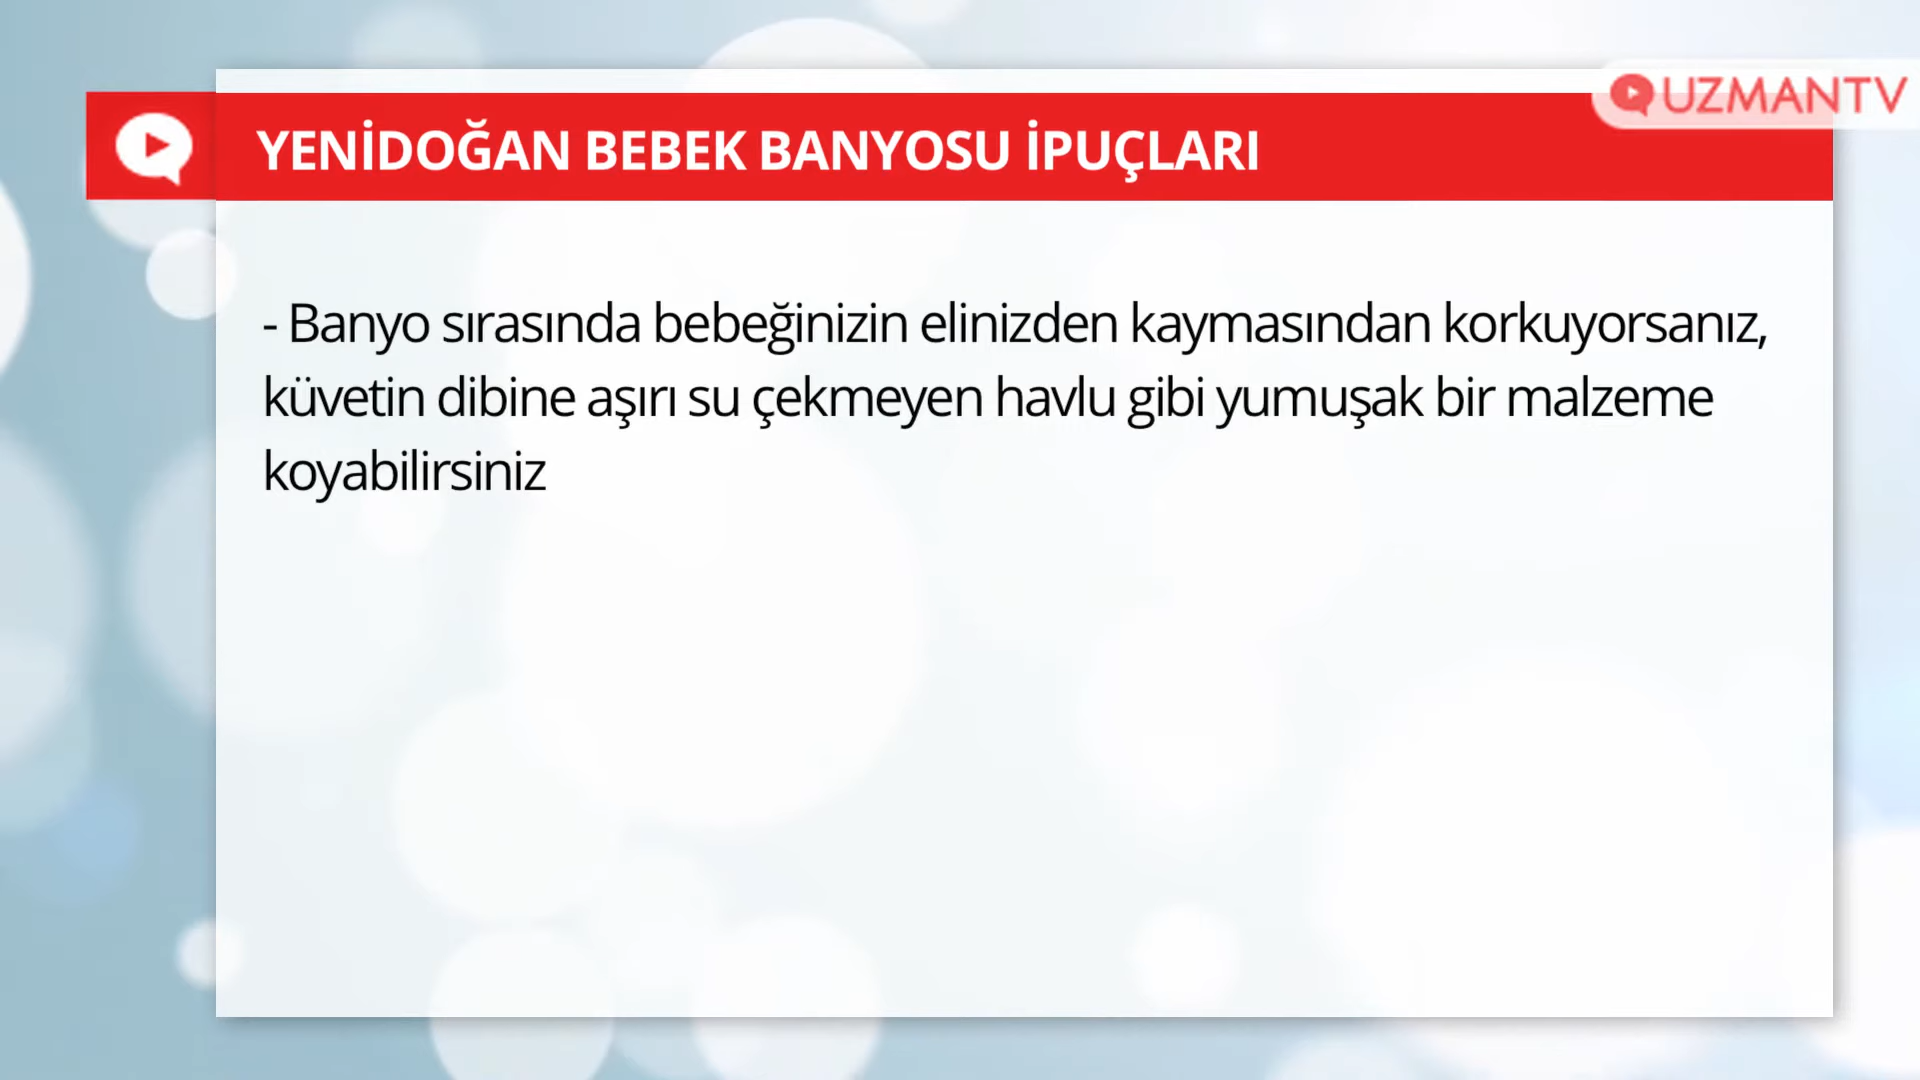 UZMANTV
YENİDOĞAN BEBEK BANYOSU İPUÇLARI
- Banyo sırasında bebeğinizin elinizden kaymasından korkuyorsanız,
küvetin dibine aşırı su çekmeyen havlu gibi yumuşak bir malzeme
koyabilirsiniz